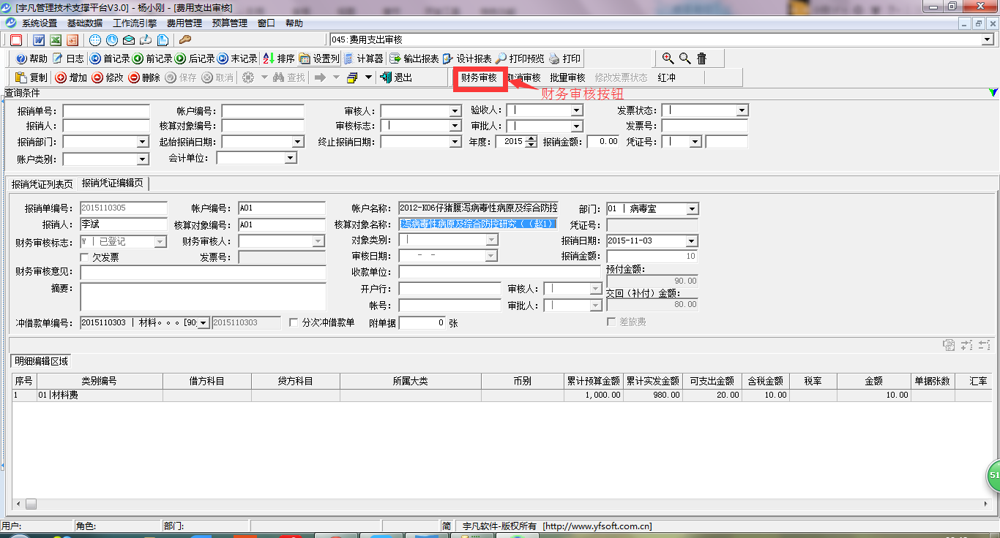 [宇凡管理技术支撑平台V3.0] - 杨小刚 - [费用支出审核]
系统设置 基础数据 工作流引擎 费用管理 预算管理 窗口 帮助
045:费用支出审核
帮助 日志 首记录 前记录 后记录 末记录 排序 设置列 计算器 输出报表 设计报表 打印预览 打印
复制 增加 修改 删除 保存 取消 查找 退出 财务审核 取消审核 批量审核 修改发票状态 红冲
财务审核按钮
查询条件
报销单号: 帐户编号: 审核人: 验收人: | 发票状态: |
报销人: 核算对象编号: 审核标志: | 审批人: | 发票号:
报销部门: 起始报销日期: 终止报销日期: 年度: 2015 报销金额: 0.00 凭证号: |
账户类别: 会计单位:
报销凭证列表页 报销凭证编辑页
报销单编号: 2015110305 帐户编号: A01 帐户名称: 2012-K06仔猪腹泻病毒性病原及综合防控 部门: 01 | 病毒室
报销人: 李斌 核算对象编号: A01 核算对象名称: 泻病毒性病原及综合防控研究（（赵1） 凭证号:
财务审核标志: W | 已登记 财务审核人: 对象类别: | 报销日期: 2015-11-03
欠发票 发票号: 审核日期: - - 报销金额: 10
财务审核意见: 收款单位: 预付金额: 90.00
摘要: 开户行: 审核人: | 交回（补付）金额: 80.00
帐号: 审批人: |
冲借款单编号: 2015110303 | 材料。。。[90 2015110303 分次冲借款单 附单据 0 张 差旅费
明细编辑区域
序号 类别编号 借方科目 贷方科目 所属大类 币别 累计预算金额 累计实发金额 可支出金额 含税金额 税率 金额 单据张数 汇率
1 01|材料费 1,000.00 980.00 20.00 10.00 10.00
51
用户: 角色: 部门: 简 宇凡软件-版权所有 [http://www.yfsoft.com.cn]